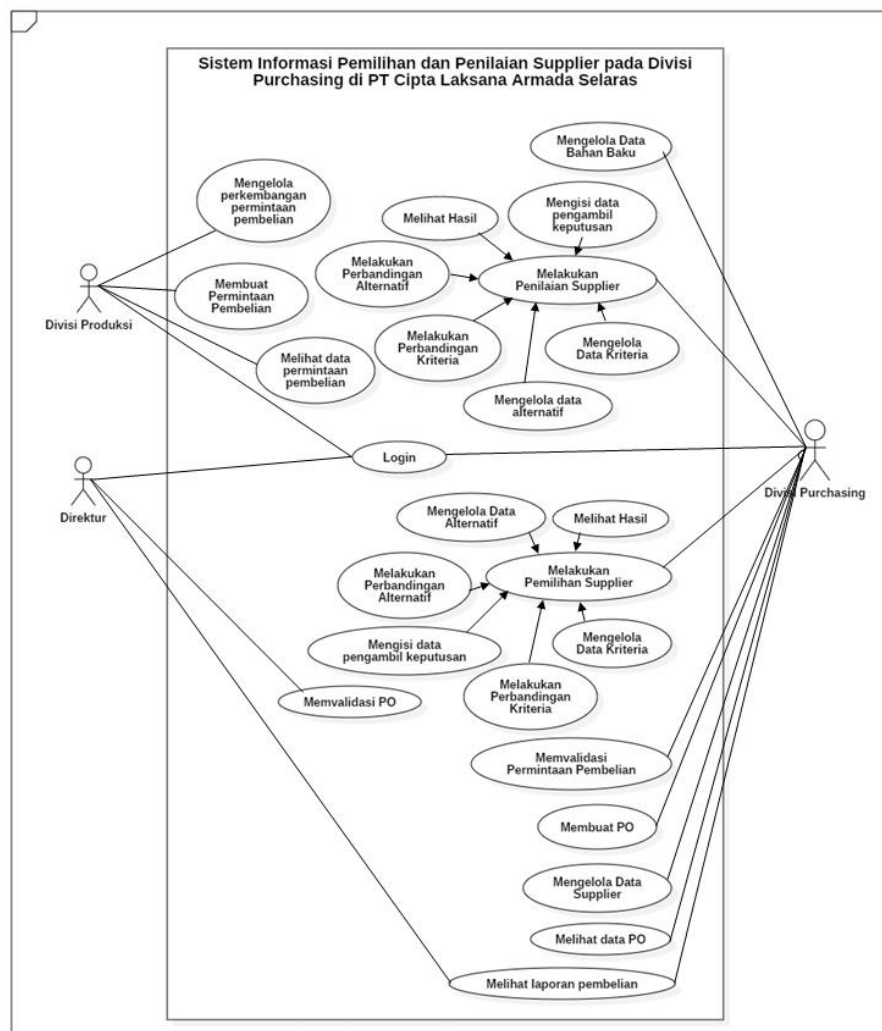 Sistem Informasi Pemilihan dan Penilaian Supplier pada Divisi
Purchasing di PT Cipta Laksana Armada Selaras
Mengelola Data
Bahan Baku
Mengelola
perkembangan
permintaan
pembelian
Mengisi data
pengambil
keputusan
Melihat Hasil
Melakukan
Perbandingan
Alternatif
Melakukan
Penilaian Supplier
Membuat
Permintaan
Pembelian
Divisi Produksi
Melakukan
Perbandingan
Kriteria
Mengelola
Data Kriteria
Melihat data
permintaan
pembelian
Mengelola data
alternatif
Login
Divisi Purchasing
Direktur
Mengelola Data
Alternatif
Melihat Hasil
Melakukan
Perbandingan
Alternatif
Melakukan
Pemilihan Supplier
Mengisi data
pengambil keputusan
Mengelola
Data Kriteria
Melakukan
Perbandingan
Kriteria
Memvalidasi PO
Memvalidasi
Permintaan Pembelian
Membuat PO
Mengelola Data
Supplier
Melihat data PO
Melihat laporan pembelian